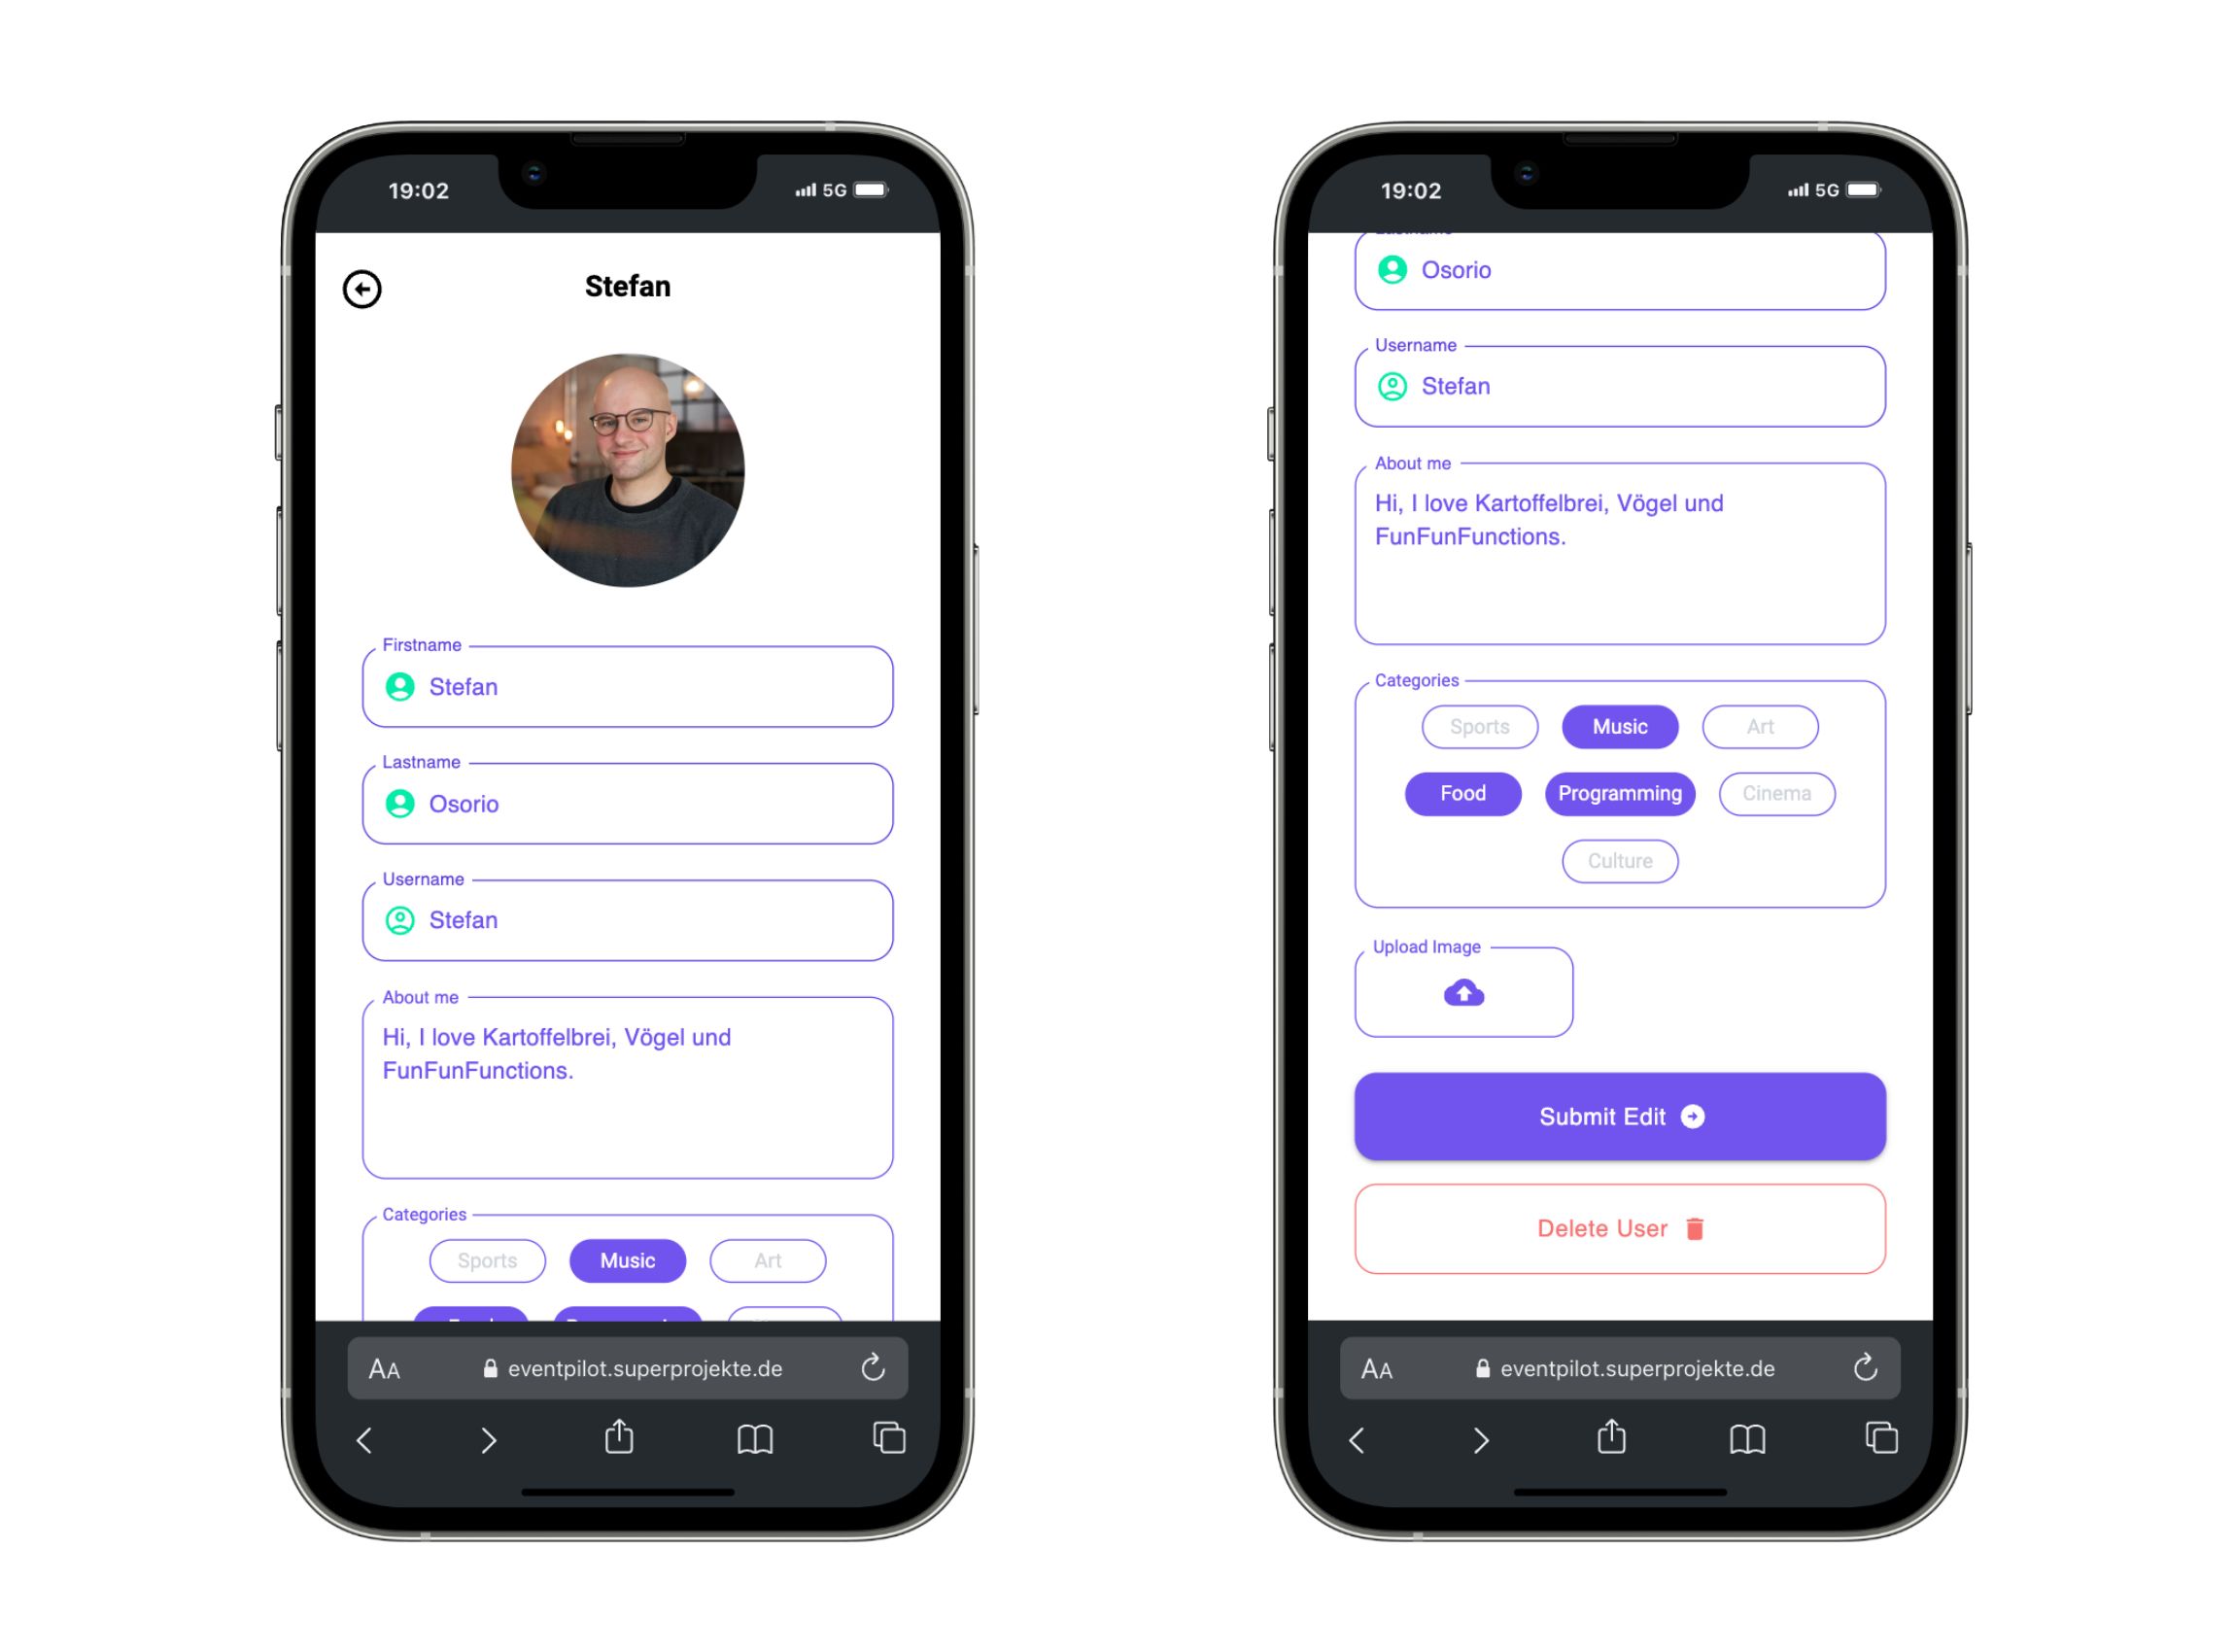 19:02
5G
Stefan
Firstname
Stefan
Lastname
Osorio
Username
Stefan
About me
Hi, I love Kartoffelbrei, Vögel und
FunFunFunctions.
Categories
Sports Music Art
AA eventpilot.superprojekte.de
19:02
5G
Osorio
Username
Stefan
About me
Hi, I love Kartoffelbrei, Vögel und
FunFunFunctions.
Categories
Sports Music Art
Food Programming Cinema
Culture
Upload Image
Submit Edit
Delete User
AA eventpilot.superprojekte.de